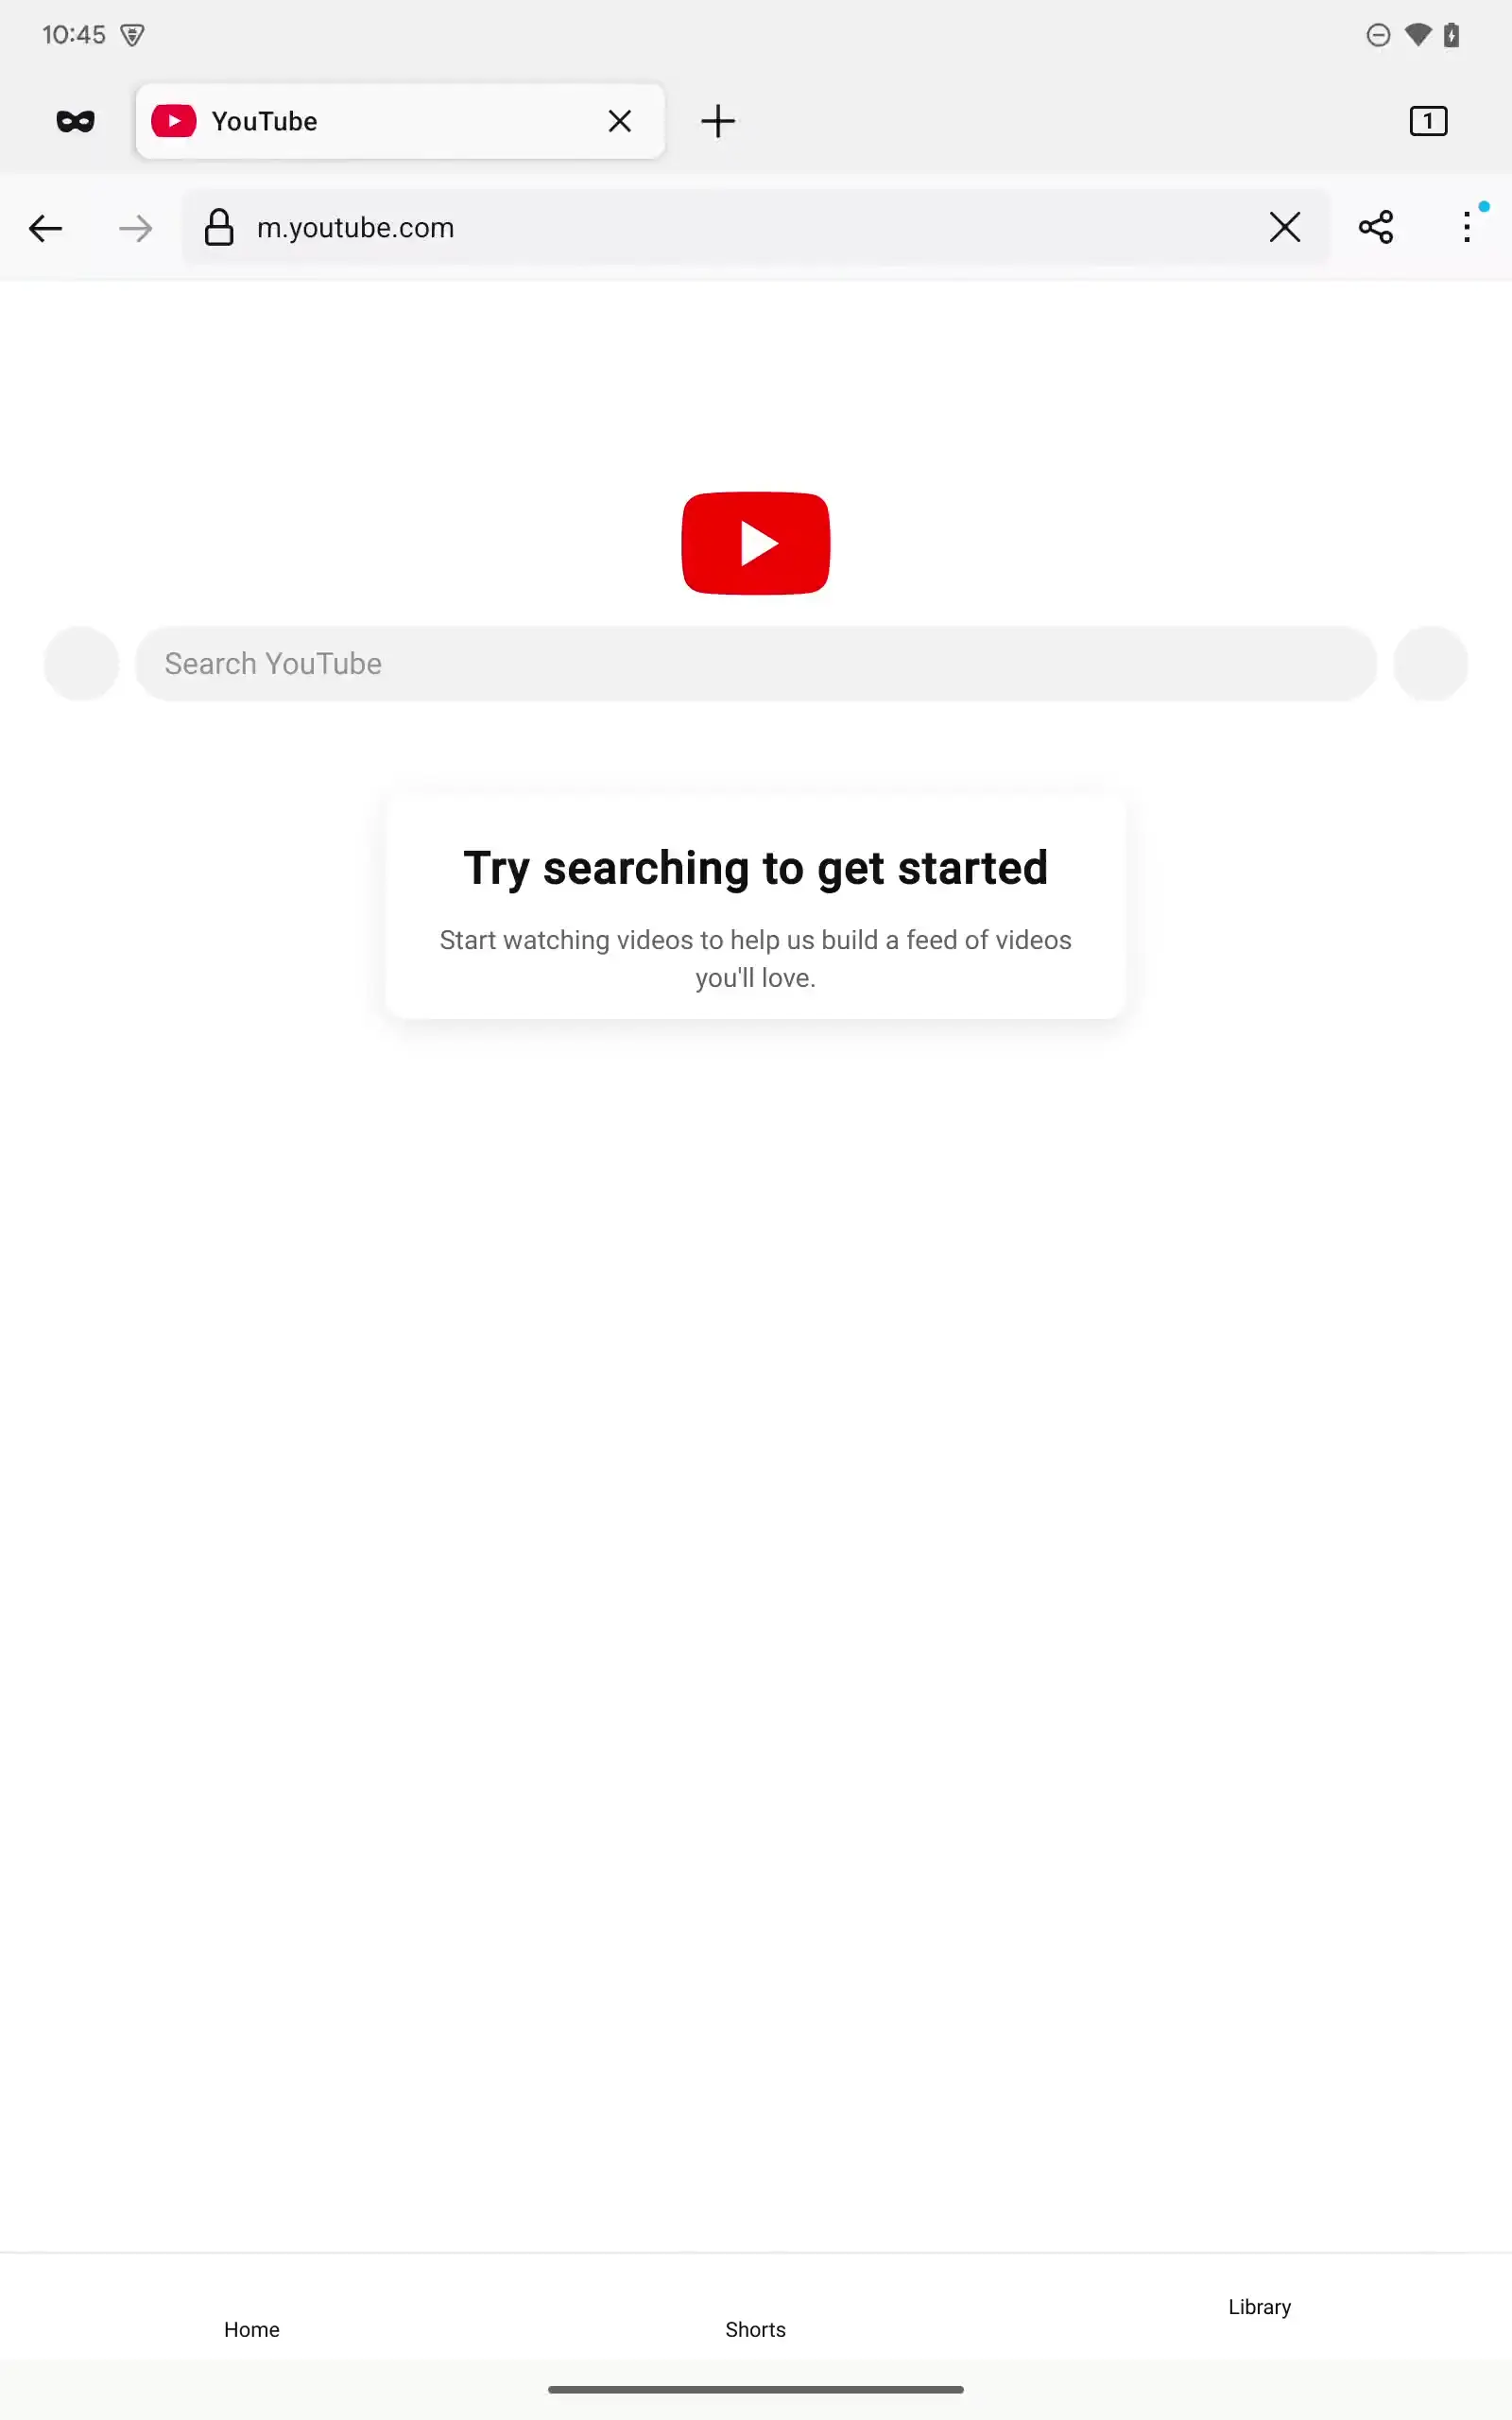 10:45
YouTube
1
m.youtube.com
Search YouTube
Try searching to get started
Start watching videos to help us build a feed of videos
you'll love.
Home
Shorts
Library